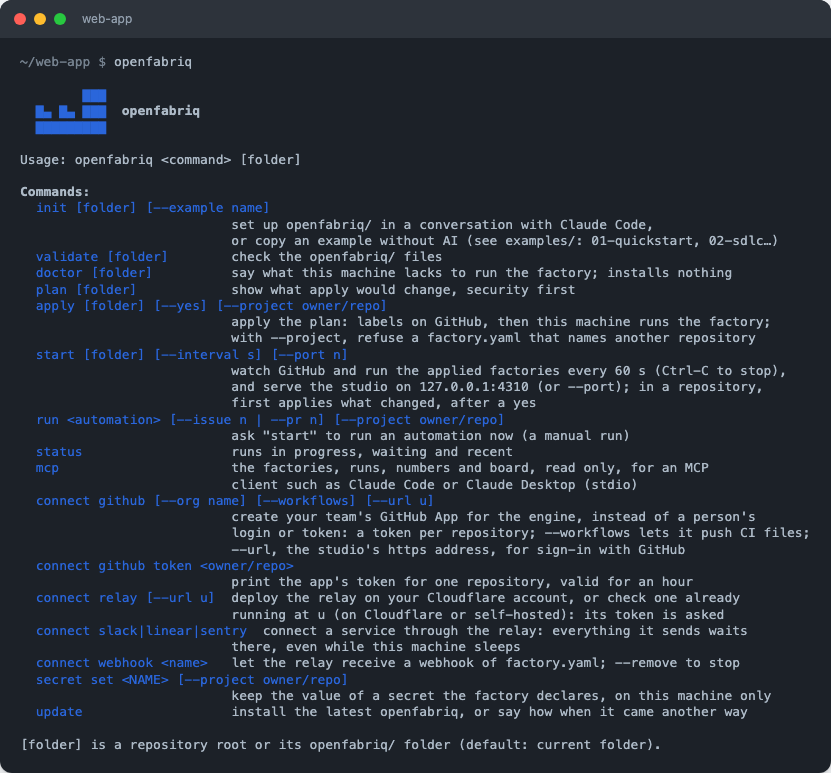 web-app
~/web-app $ openfabriq
openfabriq
Usage: openfabriq <command> [folder]
Commands:
init [folder] [--example name]
set up openfabriq/ in a conversation with Claude Code,
or copy an example without AI (see examples/: 01-quickstart, 02-sdlc…)
validate [folder] check the openfabriq/ files
doctor [folder] say what this machine lacks to run the factory; installs nothing
plan [folder] show what apply would change, security first
apply [folder] [--yes] [--project owner/repo]
apply the plan: labels on GitHub, then this machine runs the factory;
with --project, refuse a factory.yaml that names another repository
start [folder] [--interval s] [--port n]
watch GitHub and run the applied factories every 60 s (Ctrl-C to stop),
and serve the studio on 127.0.0.1:4310 (or --port); in a repository,
first applies what changed, after a yes
run <automation> [--issue n | --pr n] [--project owner/repo]
ask "start" to run an automation now (a manual run)
status runs in progress, waiting and recent
mcp the factories, runs, numbers and board, read only, for an MCP
client such as Claude Code or Claude Desktop (stdio)
connect github [--org name] [--workflows] [--url u]
create your team's GitHub App for the engine, instead of a person's
login or token: a token per repository; --workflows lets it push CI files;
--url, the studio's https address, for sign-in with GitHub
connect github token <owner/repo>
print the app's token for one repository, valid for an hour
connect relay [--url u] deploy the relay on your Cloudflare account, or check one already
running at u (on Cloudflare or self-hosted): its token is asked
connect slack|linear|sentry connect a service through the relay: everything it sends waits
there, even while this machine sleeps
connect webhook <name> let the relay receive a webhook of factory.yaml; --remove to stop
secret set <NAME> [--project owner/repo]
keep the value of a secret the factory declares, on this machine only
update install the latest openfabriq, or say how when it came another way
[folder] is a repository root or its openfabriq/ folder (default: current folder).